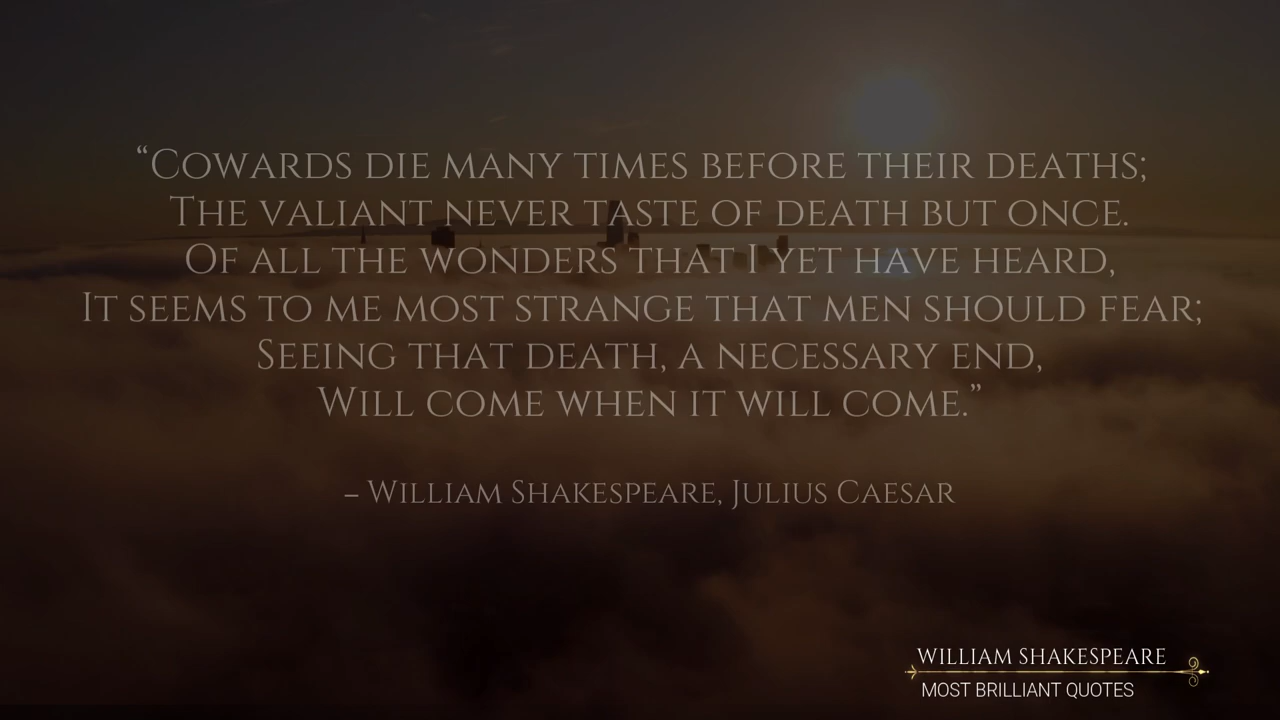 “Cowards die many times before their deaths;
The valiant never taste of death but once.
Of all the wonders that I yet have heard,
It seems to me most strange that men should fear;
Seeing that death, a necessary end,
Will come when it will come.”
– William Shakespeare, Julius Caesar
WILLIAM SHAKESPEARE
MOST BRILLIANT QUOTES